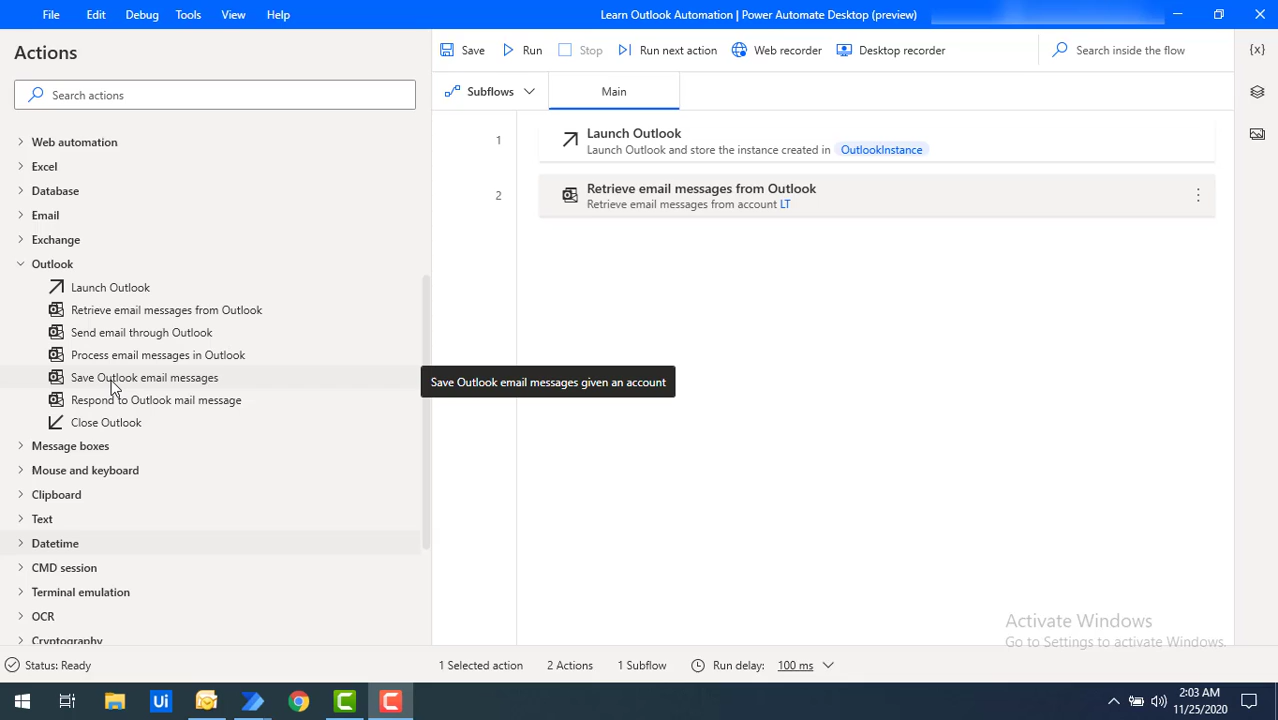 File Edit Debug Tools View Help
Learn Outlook Automation | Power Automate Desktop (preview)
Actions
Search actions
Web automation
Excel
Database
Email
Exchange
Outlook
Launch Outlook
Retrieve email messages from Outlook
Send email through Outlook
Process email messages in Outlook
Save Outlook email messages
Respond to Outlook mail message
Close Outlook
Message boxes
Mouse and keyboard
Clipboard
Text
Datetime
CMD session
Terminal emulation
OCR
Cryptography
Save Run Stop Run next action Web recorder Desktop recorder Search inside the flow {x}
Subflows Main
1 Launch Outlook
Launch Outlook and store the instance created in OutlookInstance
2 Retrieve email messages from Outlook
Retrieve email messages from account LT
Save Outlook email messages given an account
Activate Windows
Go to Settings to activate Windows.
Status: Ready 1 Selected action 2 Actions 1 Subflow Run delay: 100 ms
Ui C C
2:03 AM
11/25/2020